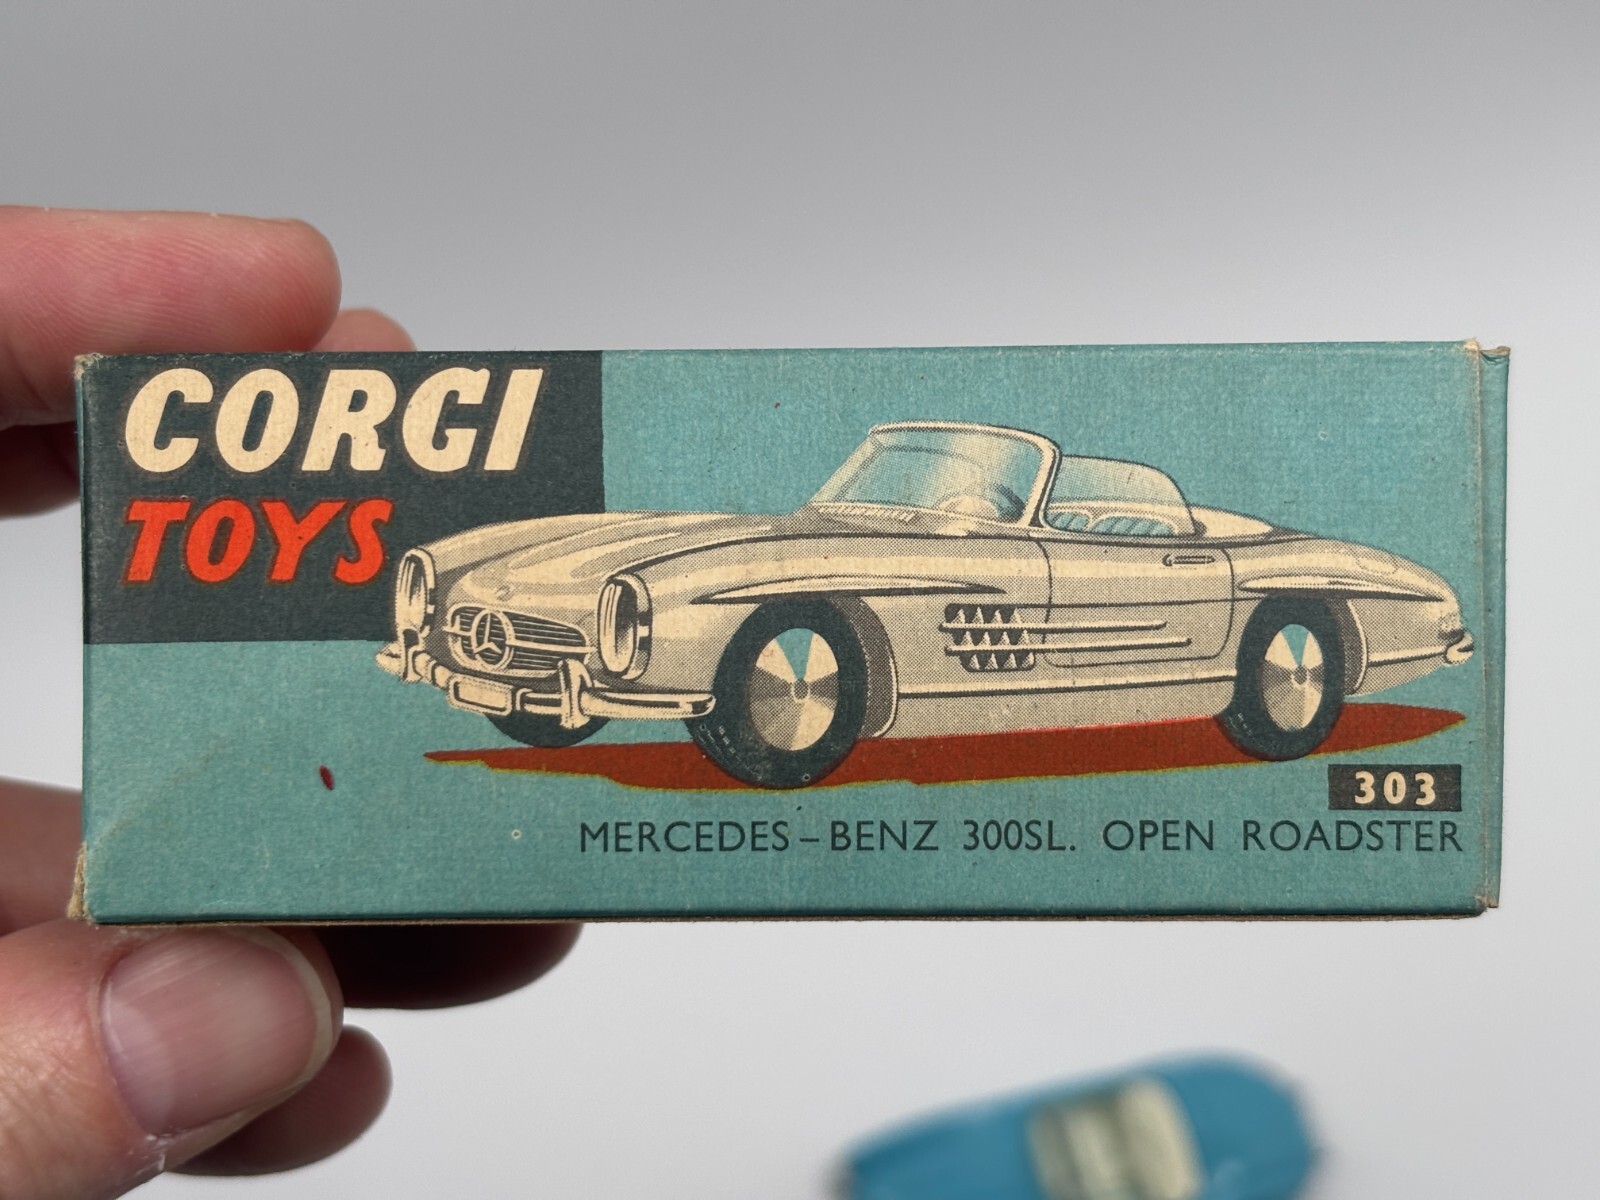 CORGI
TOYS
303
MERCEDES – BENZ 300SL. OPEN ROADSTER